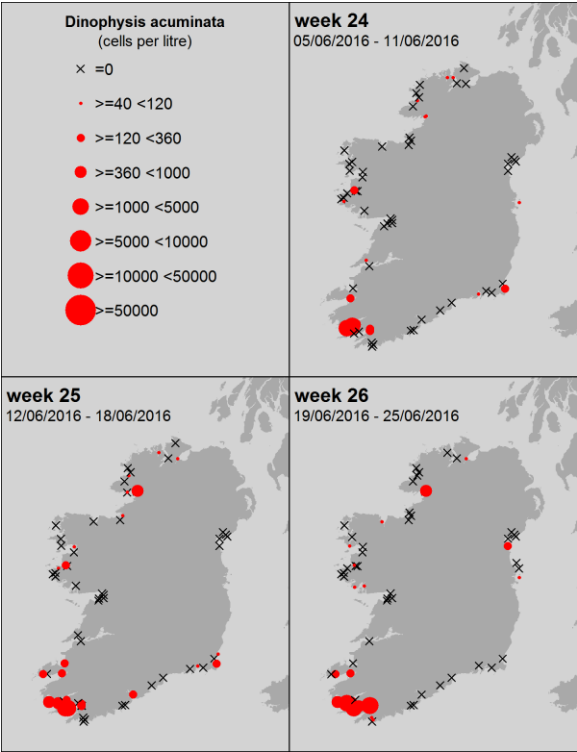 Dinophysis acuminata
(cells per litre)
=0
>=40 <120
>=120 <360
>=360 <1000
>=1000 <5000
>=5000 <10000
>=10000 <50000
>=50000
week 24
05/06/2016 - 11/06/2016
week 25
12/06/2016 - 18/06/2016
week 26
19/06/2016 - 25/06/2016